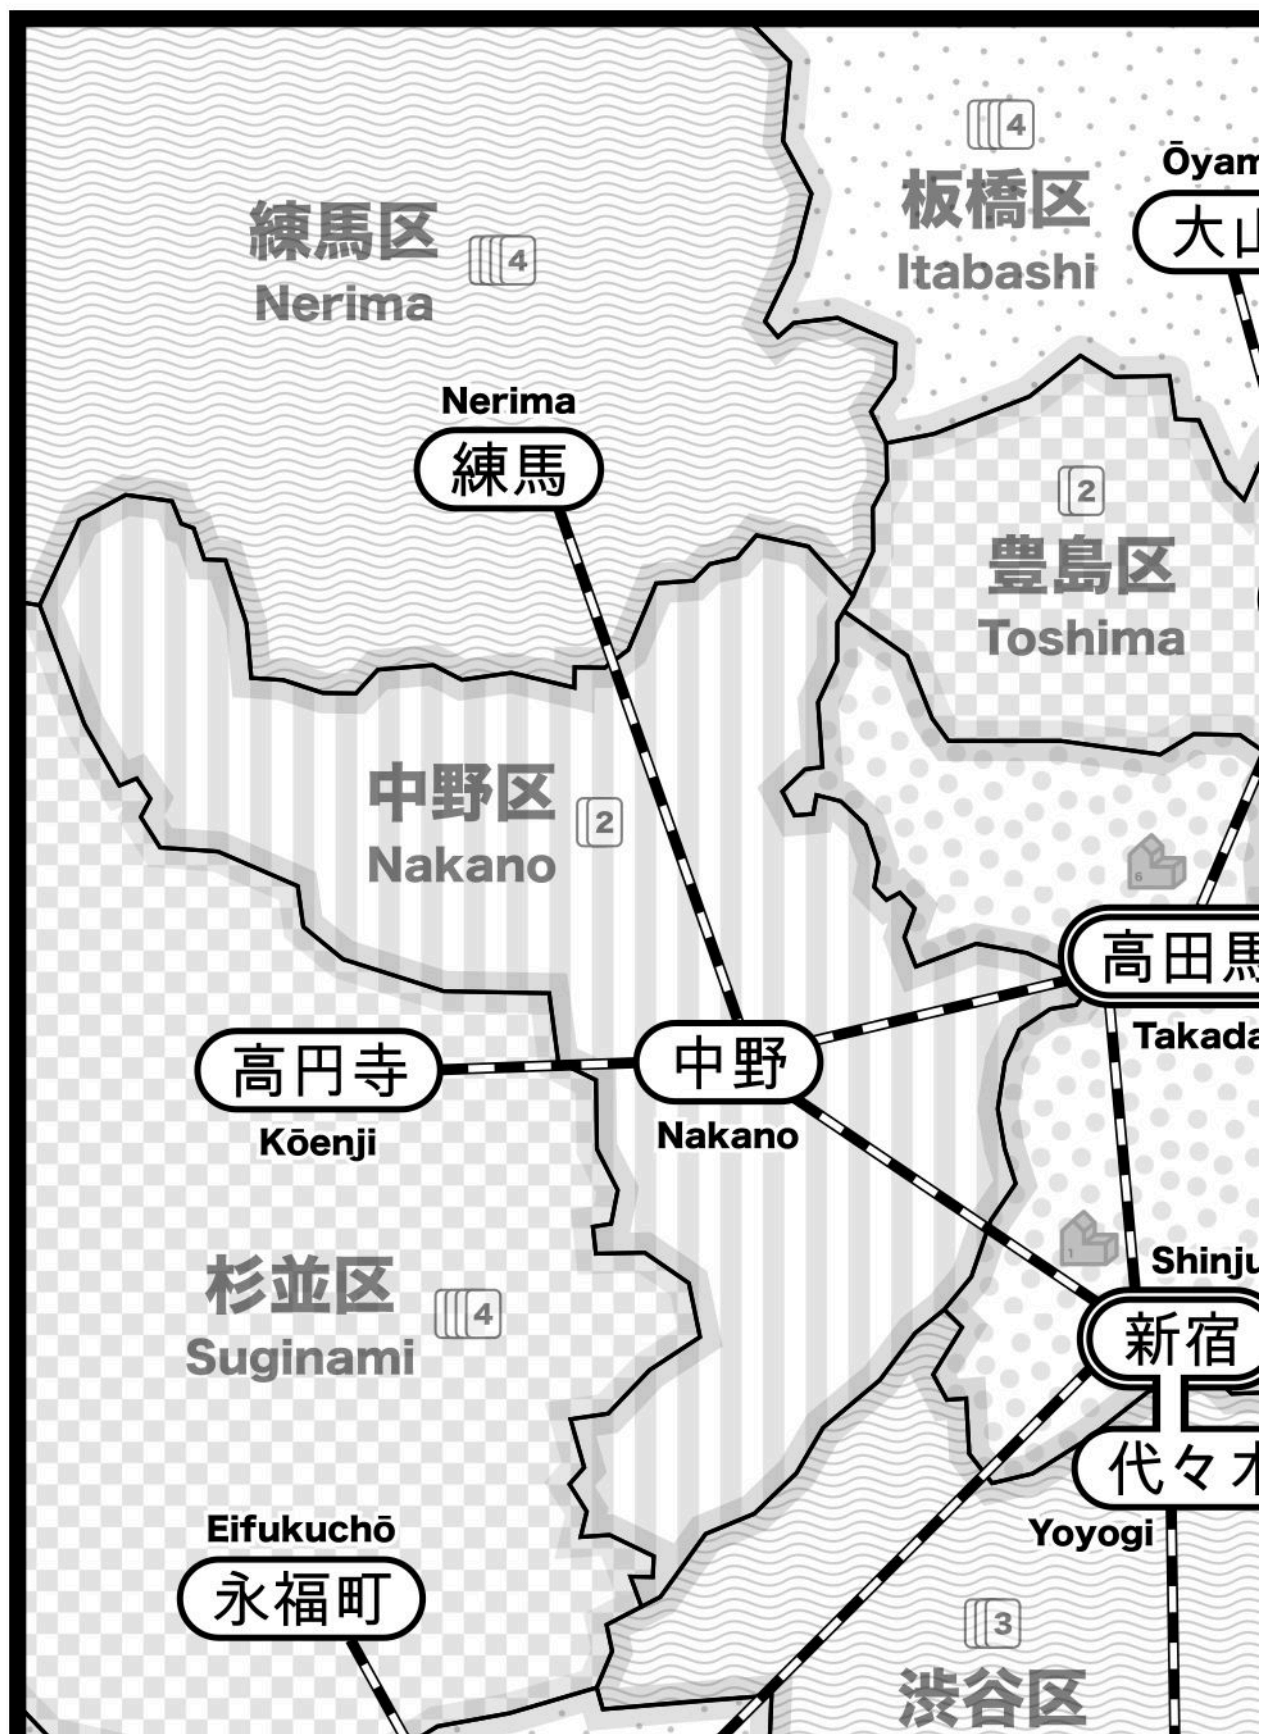 4
板橋区
Itabashi
Ōyam
大山
練馬区
4
Nerima
Nerima
練馬
2
豊島区
Toshima
中野区
2
Nakano
6
高田馬
Takada
高円寺
Kōenji
中野
Nakano
1
Shinju
新宿
杉並区
4
Suginami
代々木
Yoyogi
Eifukuchō
永福町
3
渋谷区